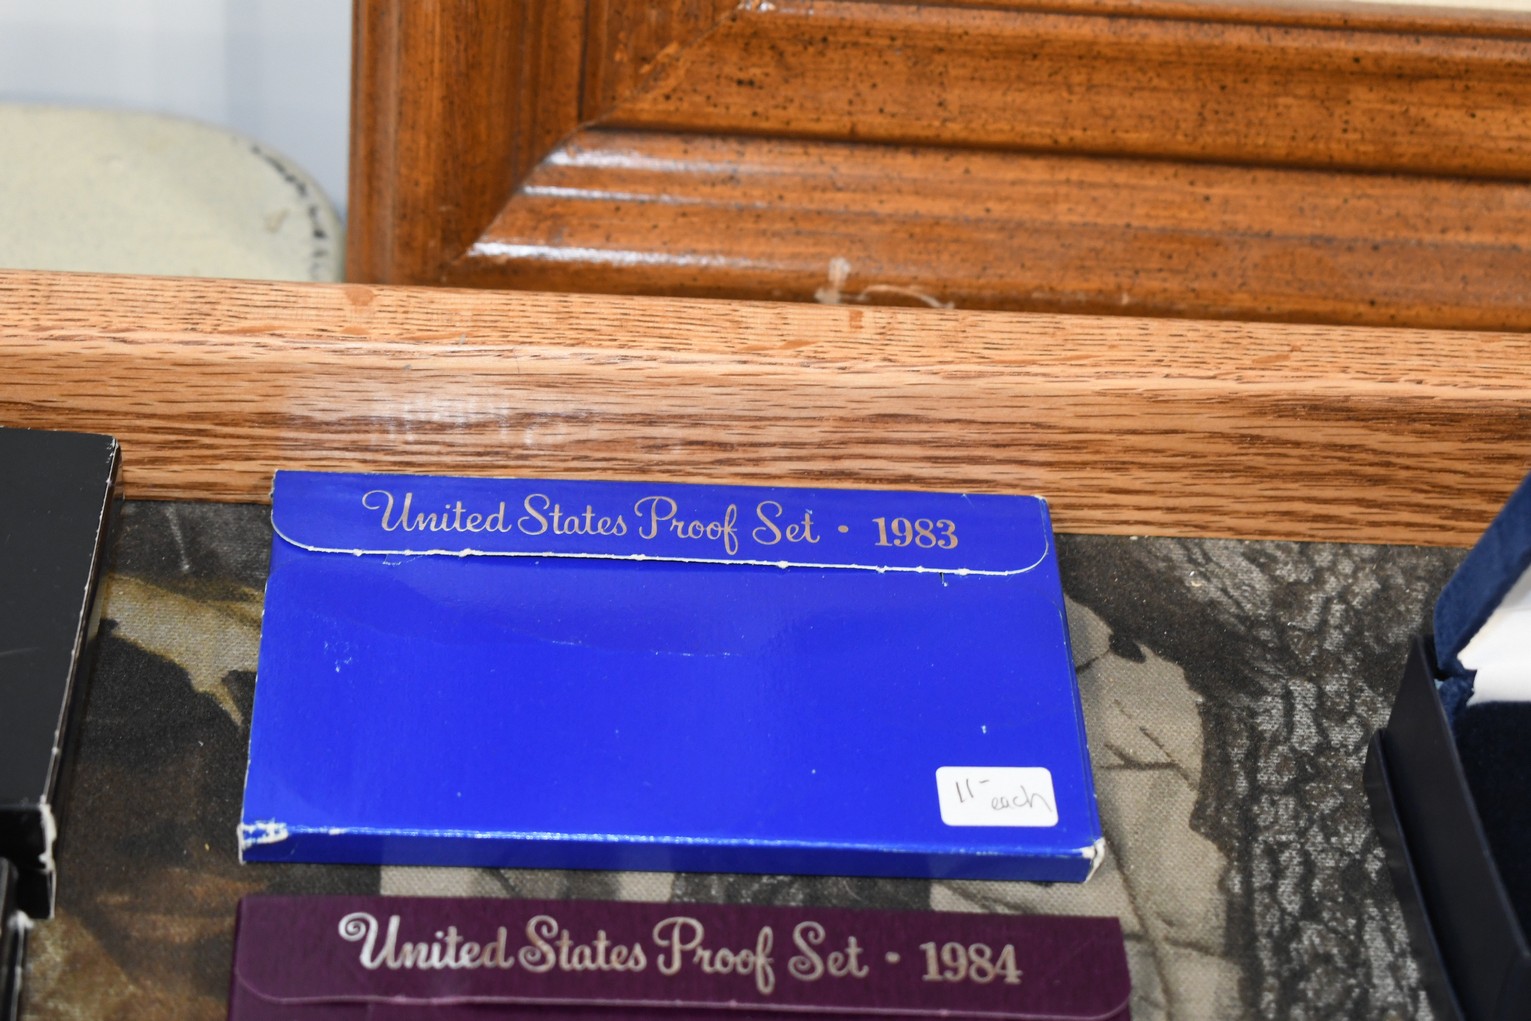 United States Proof Set • 1983
11-
each
United States Proof Set • 1984